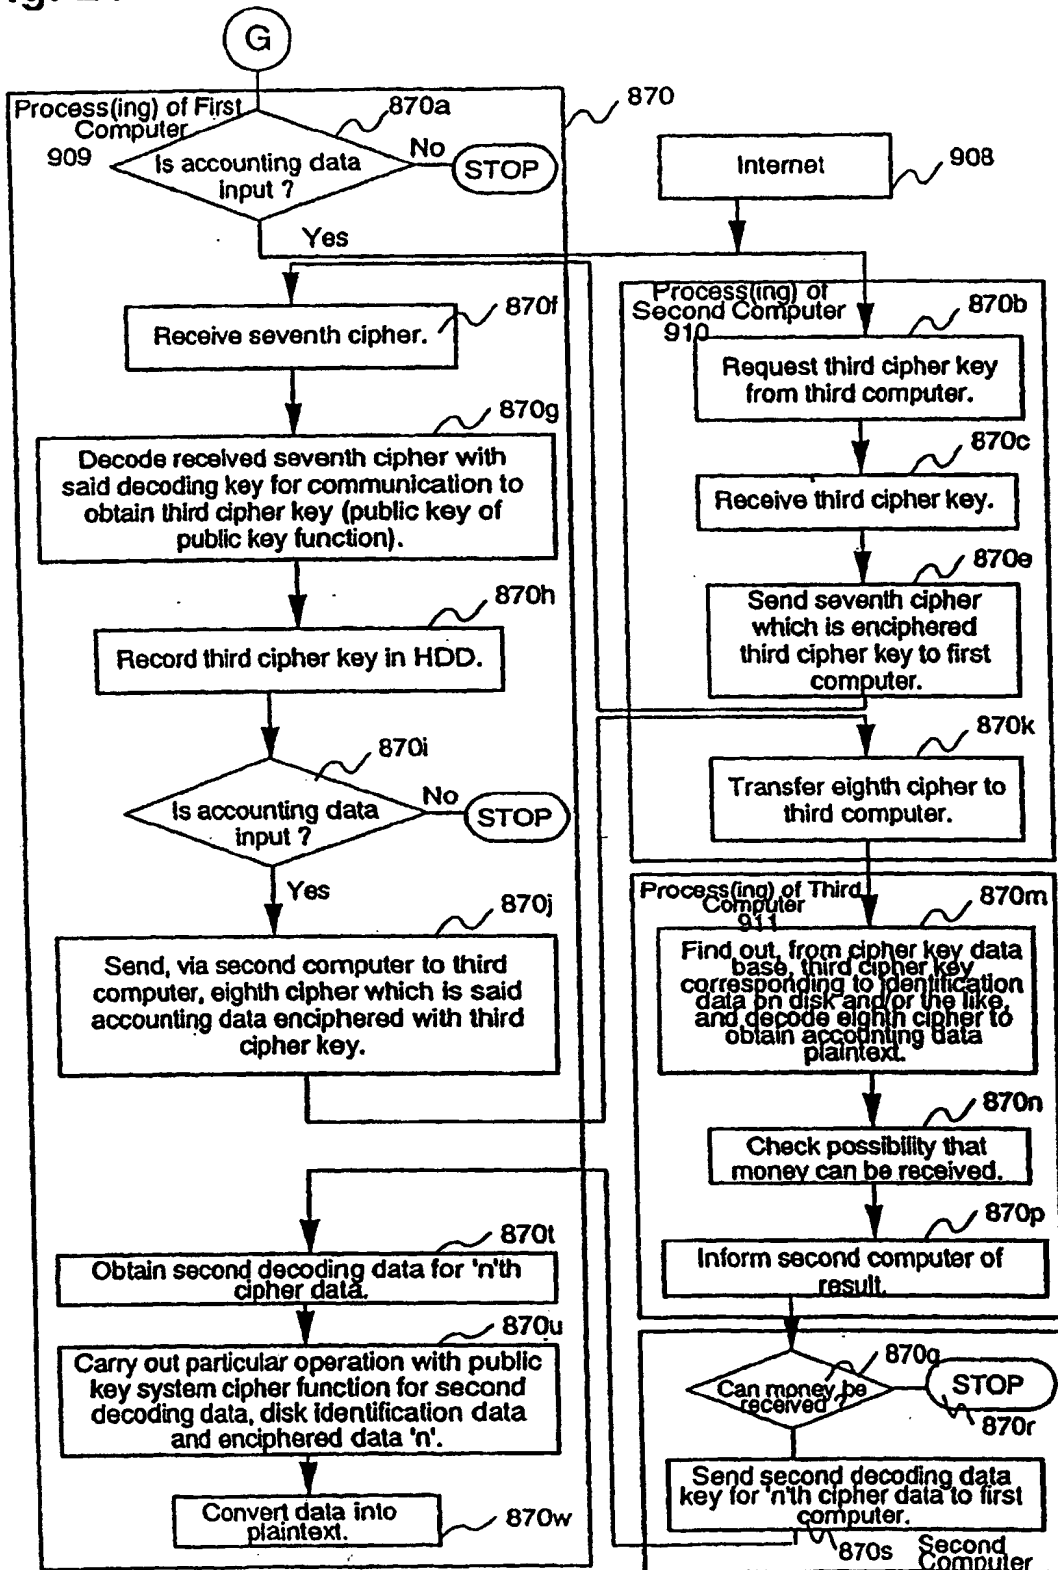 G
870
Process(ing) of First
Computer
909
870a
Is accounting data
input ?
No
STOP
Yes
Internet
908
870f
Receive seventh cipher.
870g
Decode received seventh cipher with
said decoding key for communication to
obtain third cipher key (public key of
public key function).
870h
Record third cipher key in HDD.
870i
Is accounting data
input ?
No
STOP
Yes
870j
Send, via second computer to third
computer, eighth cipher which is said
accounting data enciphered with third
cipher key.
870t
Obtain second decoding data for 'n'th
cipher data.
870u
Carry out particular operation with public
key system cipher function for second
decoding data, disk identification data
and enciphered data 'n'.
Convert data into
plaintext.
870w
Process(ing) of
Second Computer
910
870b
Request third cipher key
from third computer.
870c
Receive third cipher key.
870e
Send seventh cipher
which is enciphered
third cipher key to first
computer.
870k
Transfer eighth cipher to
third computer.
Process(ing) of Third
Computer
911
870m
Find out, from cipher key data
base, third cipher key
corresponding to identification
data on disk and/or the like,
and decode eighth cipher to
obtain accounting data
plaintext.
870n
Check possibility that
money can be received.
870p
Inform second computer of
result.
870q
Can money be
received ?
STOP
870r
Send second decoding data
key for 'n'th cipher data to first
computer.
870s
Second
Computer